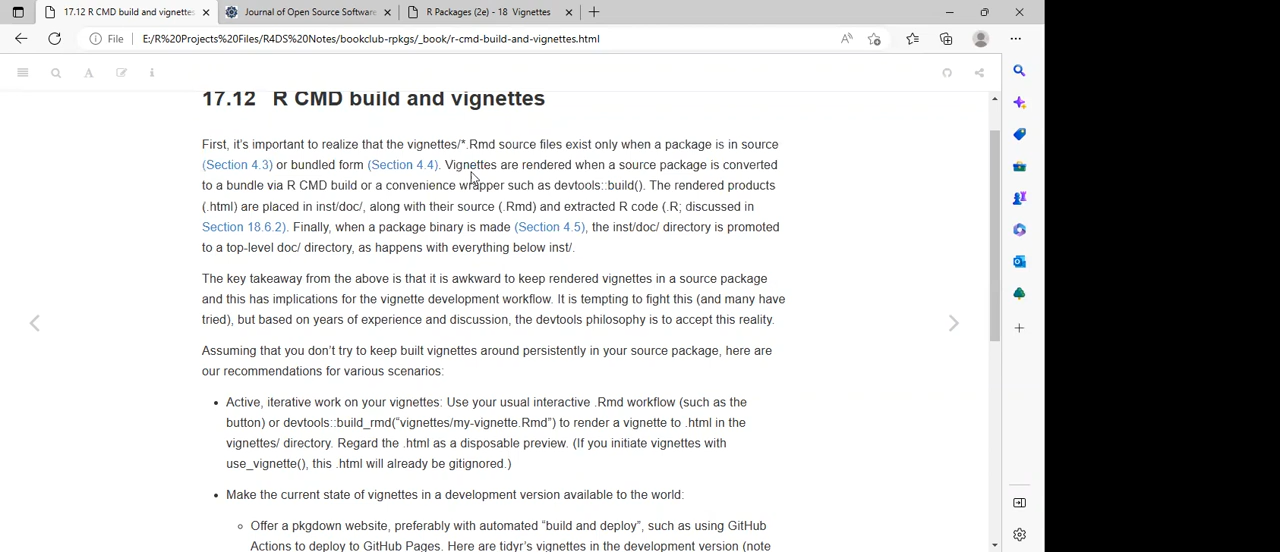 17.12 R CMD build and vignettes
Journal of Open Source Software
R Packages (2e) - 18 Vignettes
File
E:/R%20Projects%20Files/R4DS%20Notes/bookclub-rpkgs/_book/r-cmd-build-and-vignettes.html
17.12 R CMD build and vignettes
First, it's important to realize that the vignettes/*.Rmd source files exist only when a package is in source
(Section 4.3) or bundled form (Section 4.4). Vignettes are rendered when a source package is converted
to a bundle via R CMD build or a convenience wrapper such as devtools::build(). The rendered products
(.html) are placed in inst/doc/, along with their source (.Rmd) and extracted R code (.R; discussed in
Section 18.6.2). Finally, when a package binary is made (Section 4.5), the inst/doc/ directory is promoted
to a top-level doc/ directory, as happens with everything below inst/.
The key takeaway from the above is that it is awkward to keep rendered vignettes in a source package
and this has implications for the vignette development workflow. It is tempting to fight this (and many have
tried), but based on years of experience and discussion, the devtools philosophy is to accept this reality.
Assuming that you don't try to keep built vignettes around persistently in your source package, here are
our recommendations for various scenarios:
• Active, iterative work on your vignettes: Use your usual interactive .Rmd workflow (such as the
button) or devtools::build_rmd("vignettes/my-vignette.Rmd") to render a vignette to .html in the
vignettes/ directory. Regard the .html as a disposable preview. (If you initiate vignettes with
use_vignette(), this .html will already be gitignored.)
• Make the current state of vignettes in a development version available to the world:
◦ Offer a pkgdown website, preferably with automated "build and deploy", such as using GitHub
Actions to deploy to GitHub Pages. Here are tidyr's vignettes in the development version (note